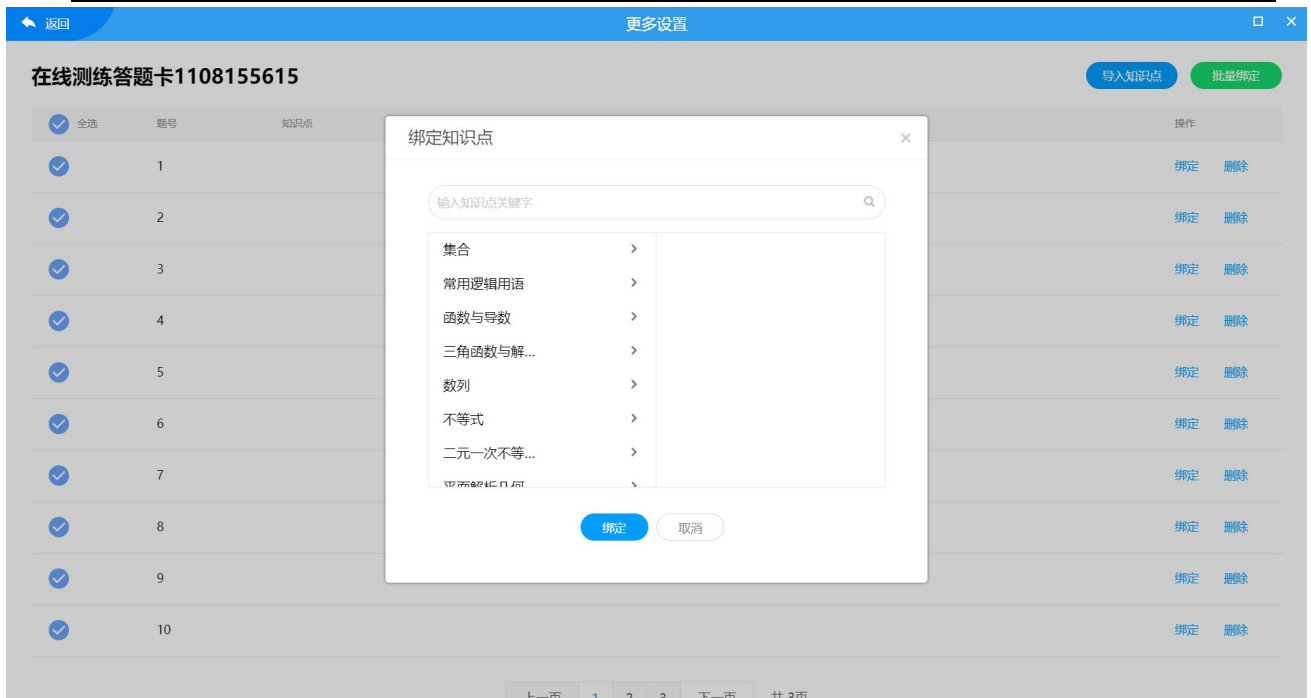 返回
更多设置
在线测练答题卡1108155615
导入知识点 批量绑定
全选 题号 知识点 操作
绑定知识点
1 绑定 删除
输入知识点关键字
2 绑定 删除
集合
3 绑定 删除
常用逻辑用语
函数与导数
4 绑定 删除
三角函数与解...
5 绑定 删除
数列
不等式
6 绑定 删除
二元一次不等...
7 绑定 删除
平面解析几何
8 绑定 删除
绑定 取消
9 绑定 删除
10 绑定 删除
上一页 1 2 3 下一页 共 3页